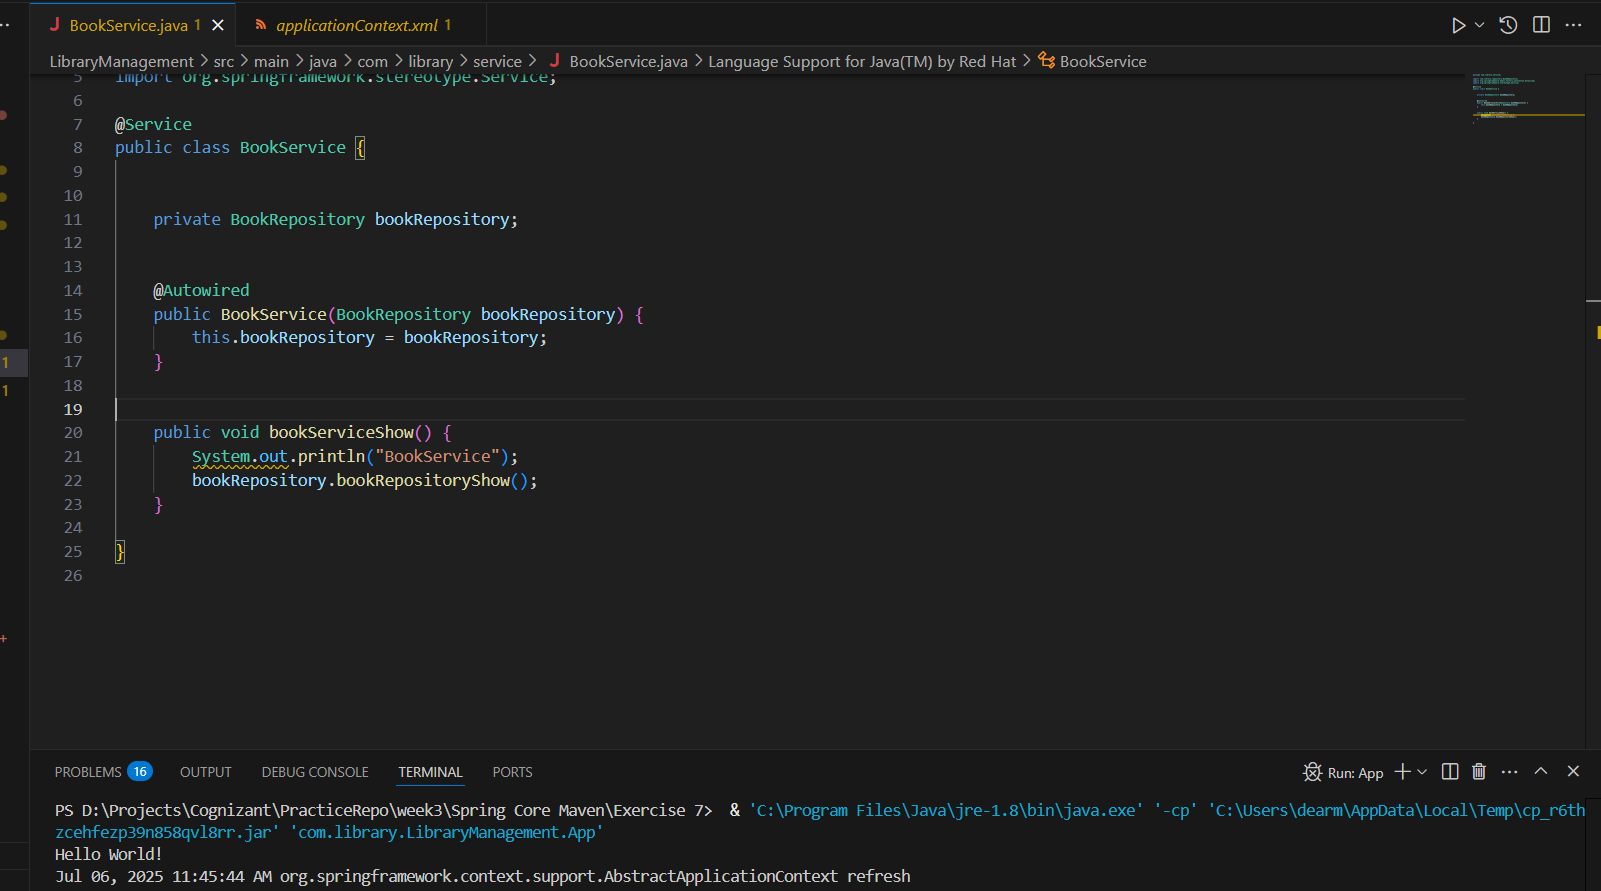 BookService.java 1
applicationContext.xml 1
LibraryManagement > src > main > java > com > library > service > BookService.java > Language Support for Java(TM) by Red Hat > BookService
5 import org.springframework.stereotype.Service;
6
7 @Service
8 public class BookService {
9
10
11 private BookRepository bookRepository;
12
13
14 @Autowired
15 public BookService(BookRepository bookRepository) {
16 this.bookRepository = bookRepository;
17 }
18
19
20 public void bookServiceShow() {
21 System.out.println("BookService");
22 bookRepository.bookRepositoryShow();
23 }
24
25 }
26
1
1
PROBLEMS 16 OUTPUT DEBUG CONSOLE TERMINAL PORTS
Run: App
PS D:\Projects\Cognizant\PracticeRepo\week3\Spring Core Maven\Exercise 7> & 'C:\Program Files\Java\jre-1.8\bin\java.exe' '-cp' 'C:\Users\dearm\AppData\Local\Temp\cp_r6th
zcehfezp39n858qvl8rr.jar' 'com.library.LibraryManagement.App'
Hello World!
Jul 06, 2025 11:45:44 AM org.springframework.context.support.AbstractApplicationContext refresh